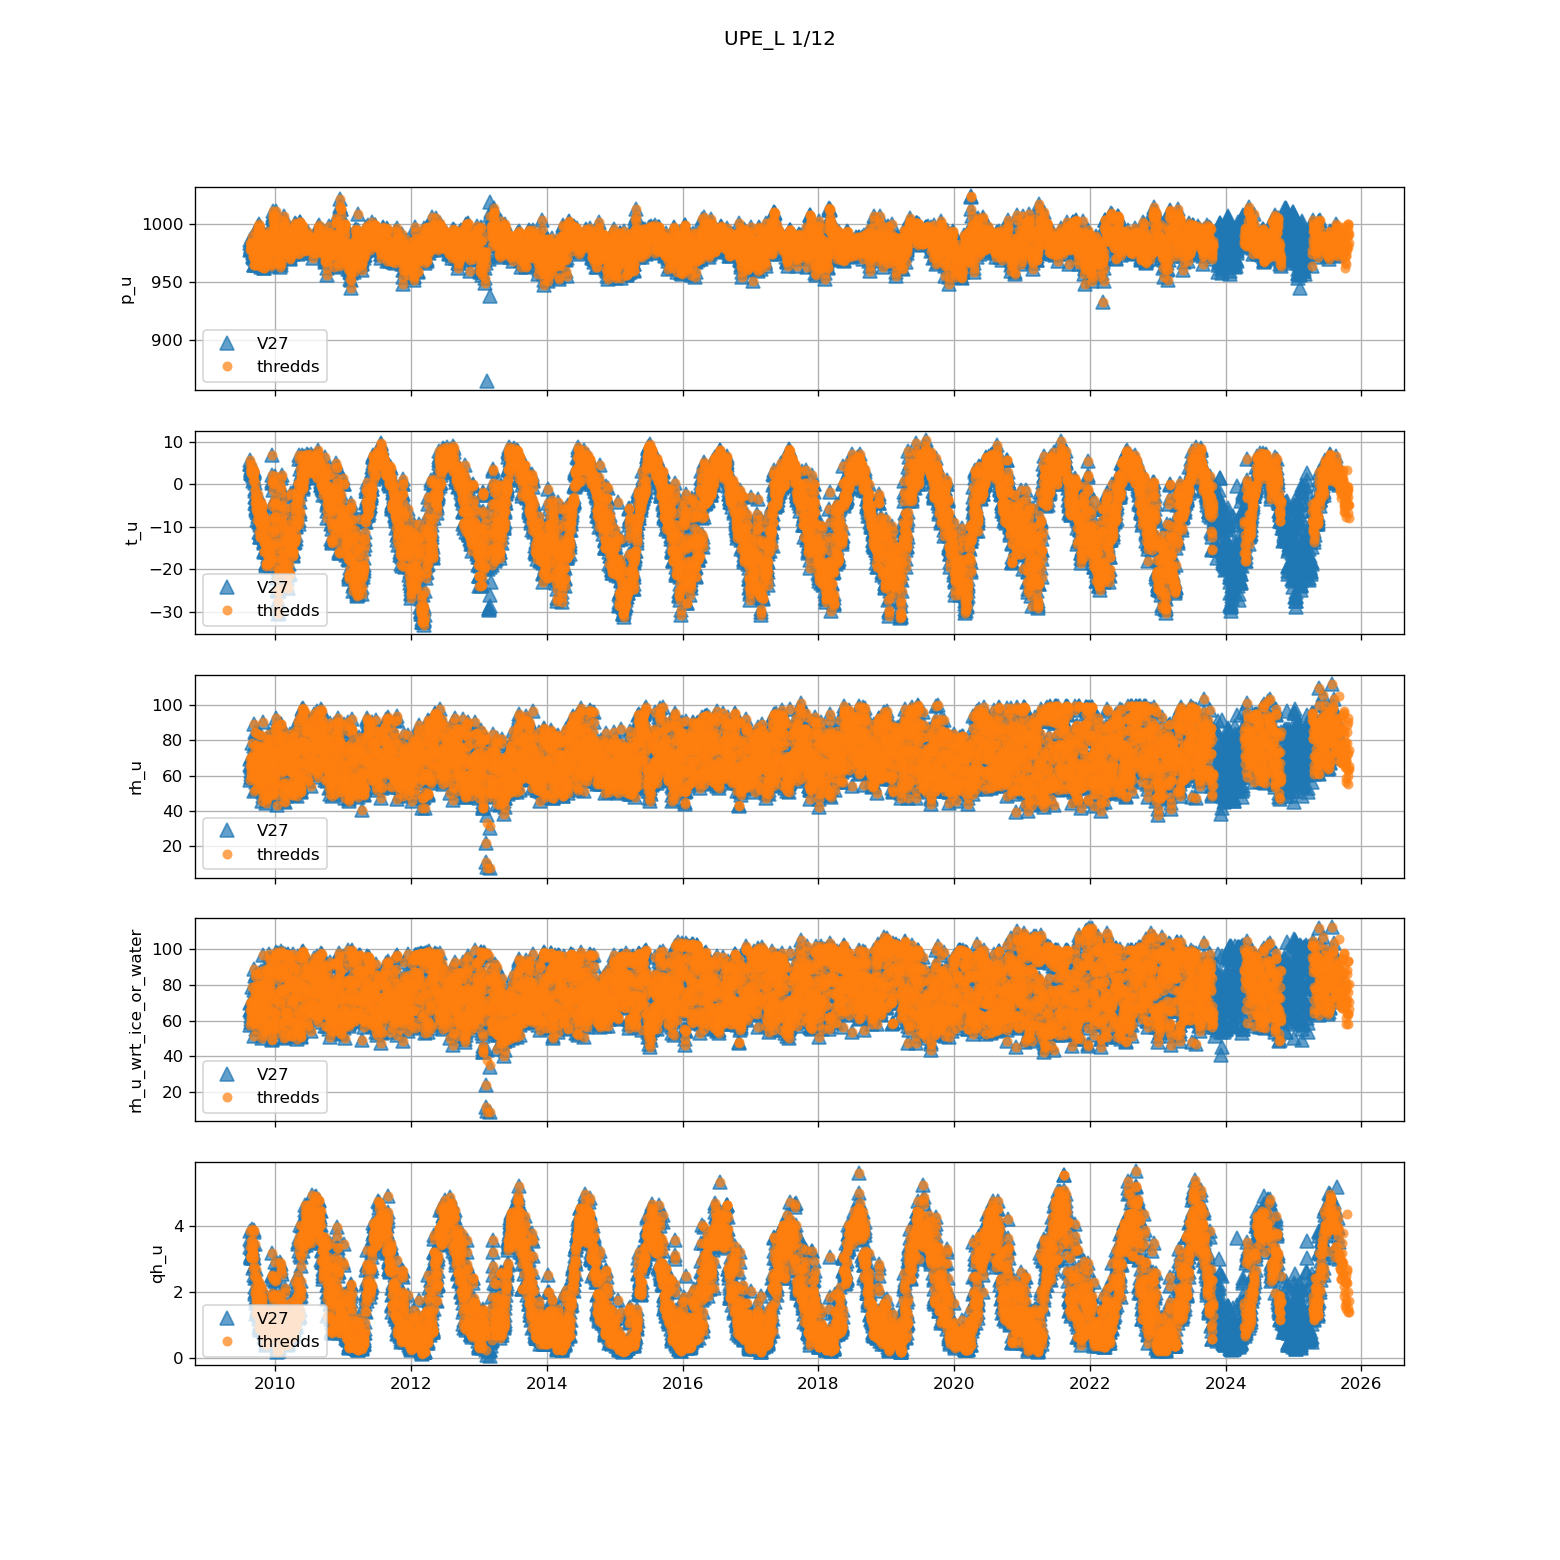 UPE_L 1/12
1000
950
900
p_u
V27
thredds
10
0
−10
−20
−30
t_u
V27
thredds
100
80
60
40
20
rh_u
V27
thredds
100
80
60
40
20
rh_u_wrt_ice_or_water
V27
thredds
4
2
0
qh_u
V27
thredds
2010 2012 2014 2016 2018 2020 2022 2024 2026